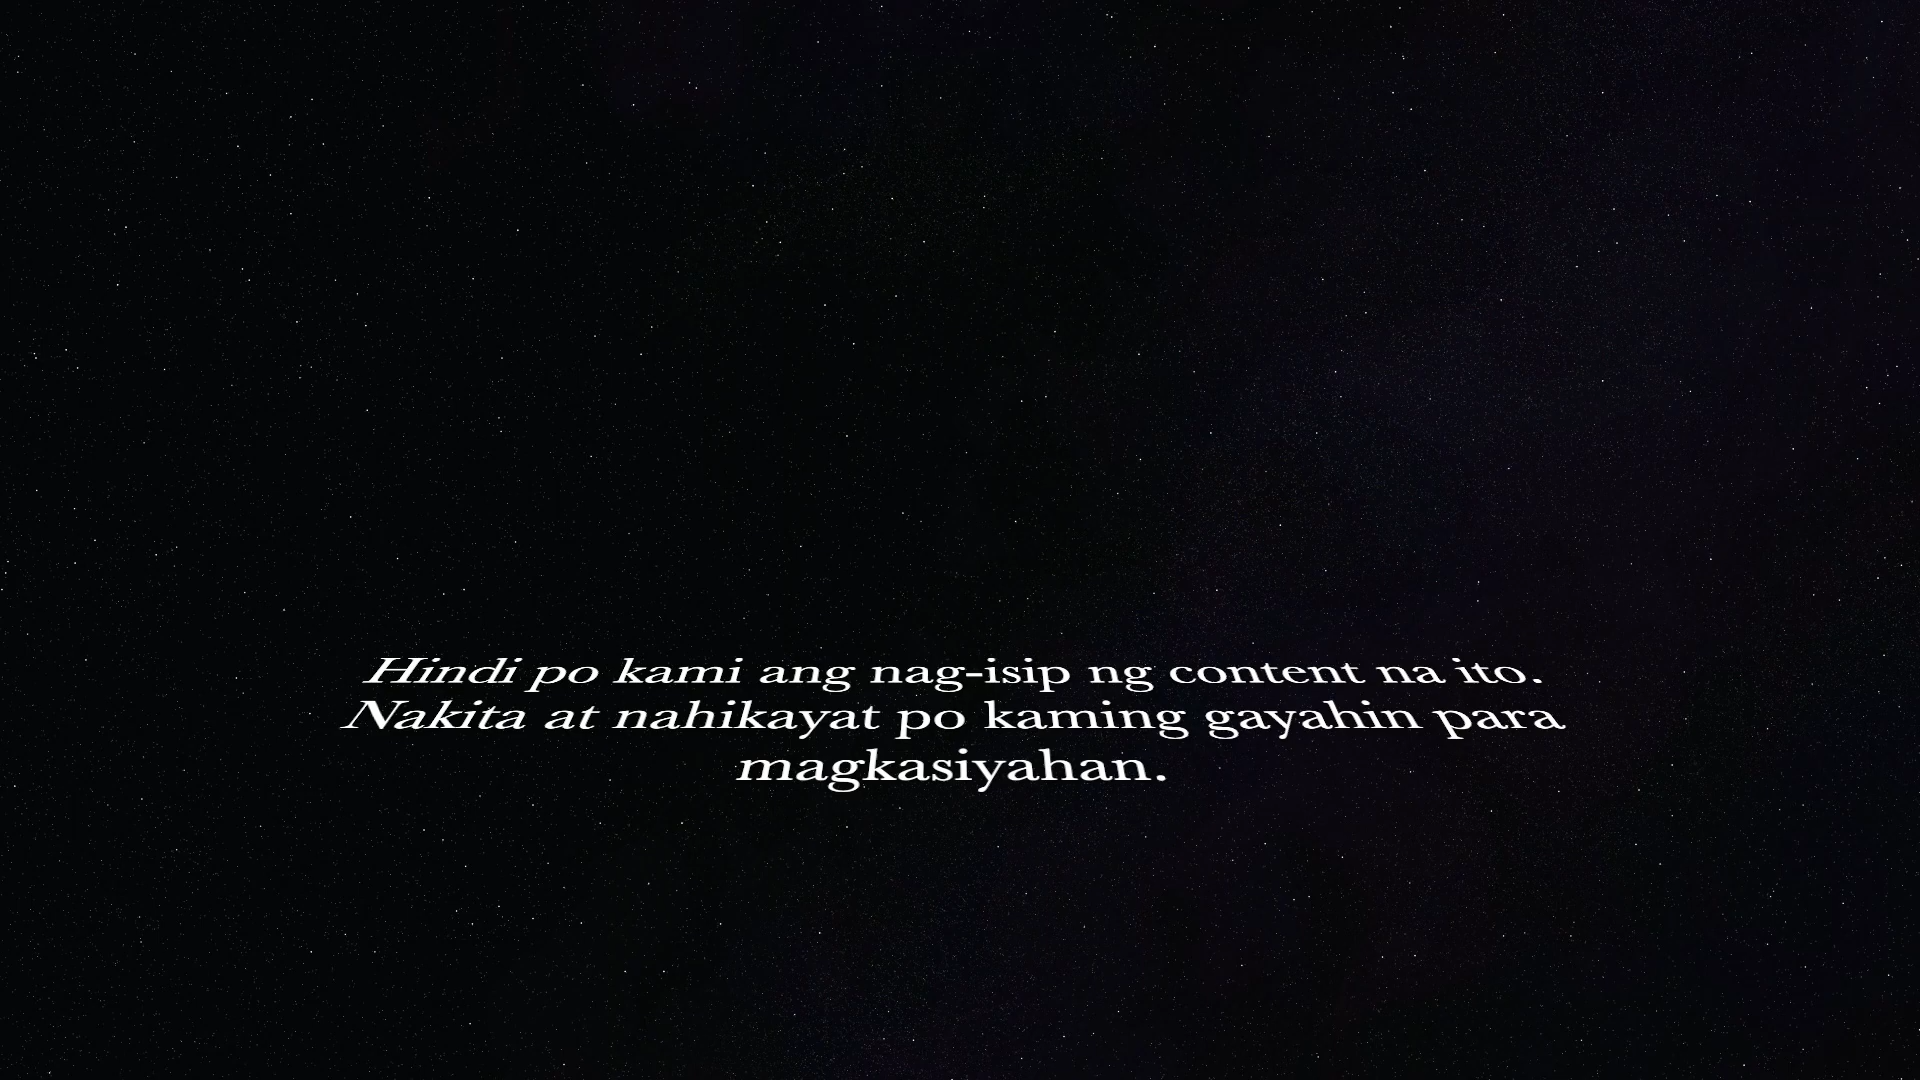 Hindi po kami ang nag-isip ng content na ito.
Nakita at nahikayat po kaming gayahin para
magkasiyahan.